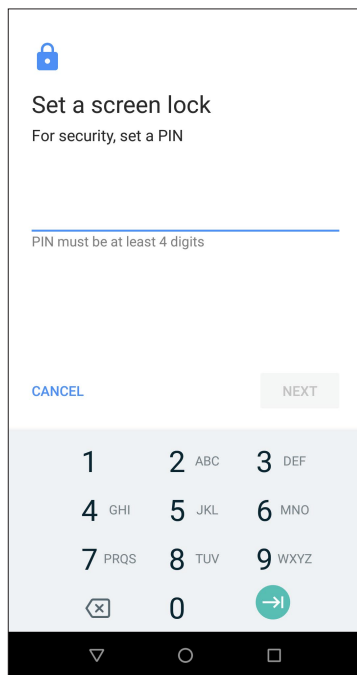 Set a screen lock
For security, set a PIN
PIN must be at least 4 digits
CANCEL NEXT
1 2 ABC 3 DEF
4 GHI 5 JKL 6 MNO
7 PRQS 8 TUV 9 WXYZ
0